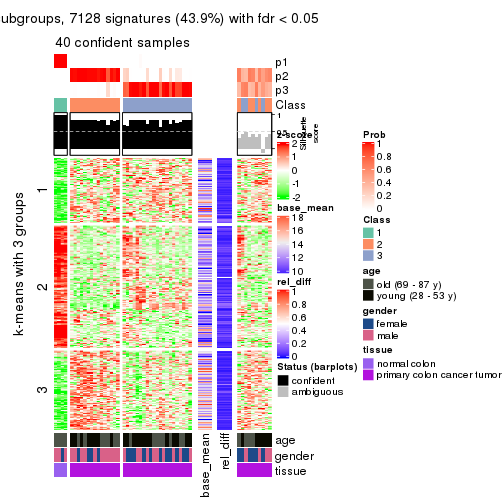 ubgroups, 7128 signatures (43.9%) with fdr < 0.05
40 confident samples
p1
p2
p3
Class
1
0.5
Silhouette
score
k-means with 3 groups
1
2
3
z-score
2
1
0
-1
-2
base_mean
18
16
14
12
10
rel_diff
1
0.8
0.6
0.4
0.2
0
Status (barplots)
confident
ambiguous
Prob
1
0.8
0.6
0.4
0.2
0
Class
1
2
3
age
old (69 - 87 y)
young (28 - 53 y)
gender
female
male
tissue
normal colon
primary colon cancer tumor
age
gender
tissue
base_mean
rel_diff